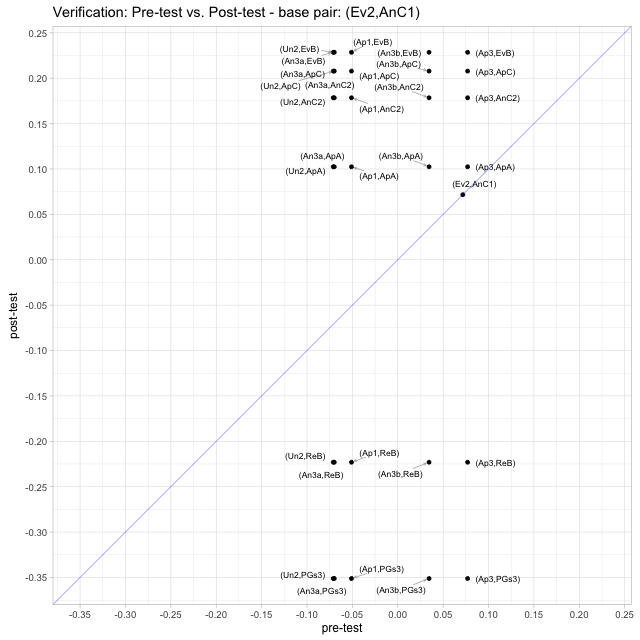 Verification: Pre-test vs. Post-test - base pair: (Ev2,AnC1)
0.25
(Ap1,EvB)
(Un2,EvB)
(An3b,EvB)
(Ap3,EvB)
(An3a,EvB)
(An3b,ApC)
(An3a,ApC)
(Ap1,ApC)
(Ap3,ApC)
0.20
(Un2,ApC)
(An3a,AnC2)
(An3b,AnC2)
(Un2,AnC2)
(Ap3,AnC2)
(Ap1,AnC2)
0.15
(An3a,ApA)
(An3b,ApA)
0.10
(Un2,ApA)
(Ap3,ApA)
(Ap1,ApA)
(Ev2,AnC1)
0.05
0.00
-0.05
post-test
-0.10
-0.15
-0.20
(Un2,ReB)
(Ap1,ReB)
(Ap3,ReB)
(An3a,ReB)
(An3b,ReB)
-0.25
-0.30
(Un2,PGs3)
(Ap1,PGs3)
(Ap3,PGs3)
-0.35
(An3a,PGs3)
(An3b,PGs3)
-0.35 -0.30 -0.25 -0.20 -0.15 -0.10 -0.05 0.00 0.05 0.10 0.15 0.20 0.25
pre-test